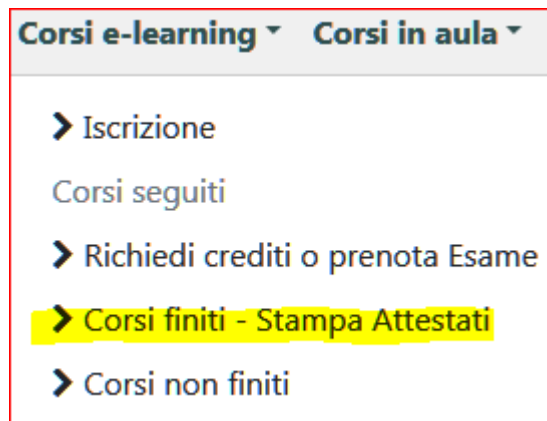 Corsi e-learning Corsi in aula
Iscrizione
Corsi seguiti
Richiedi crediti o prenota Esame
Corsi finiti - Stampa Attestati
Corsi non finiti